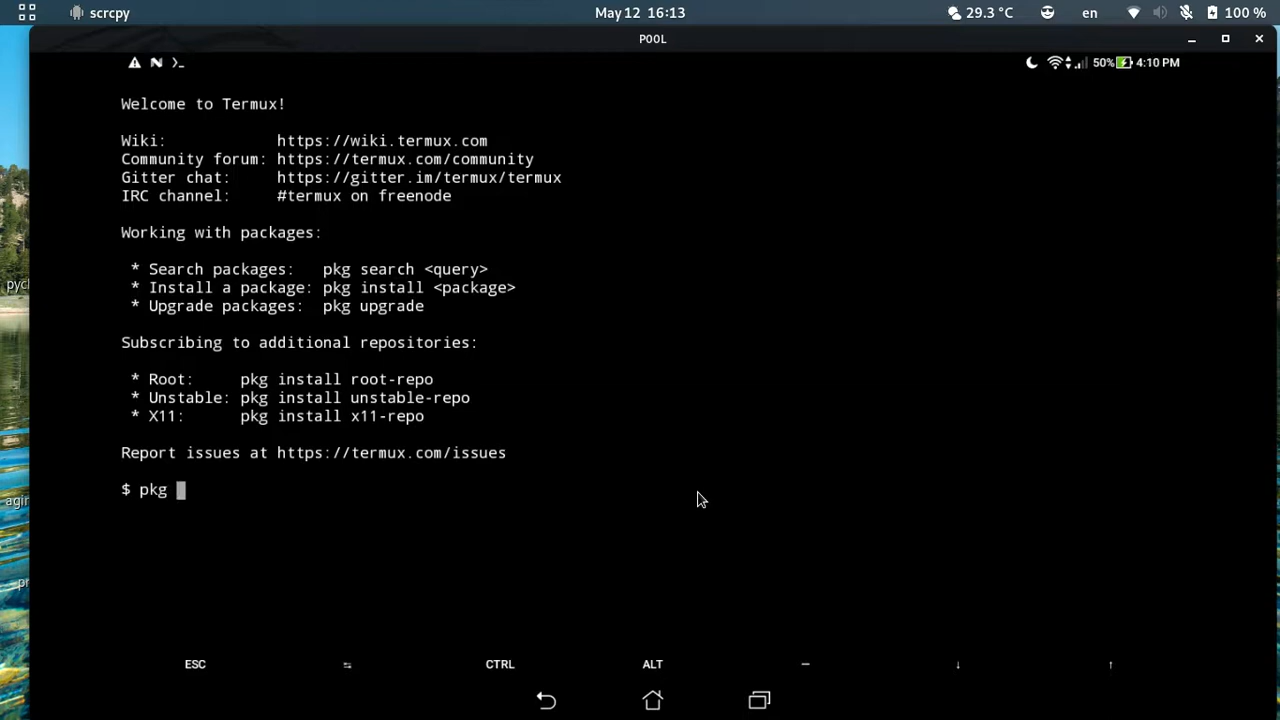 scrcpy May 12 16:13 29.3 °C en 100 %
POOL
50% 4:10 PM
Welcome to Termux!
Wiki: https://wiki.termux.com
Community forum: https://termux.com/community
Gitter chat: https://gitter.im/termux/termux
IRC channel: #termux on freenode
Working with packages:
* Search packages: pkg search <query>
* Install a package: pkg install <package>
* Upgrade packages: pkg upgrade
Subscribing to additional repositories:
* Root: pkg install root-repo
* Unstable: pkg install unstable-repo
* X11: pkg install x11-repo
Report issues at https://termux.com/issues
$ pkg
ESC CTRL ALT